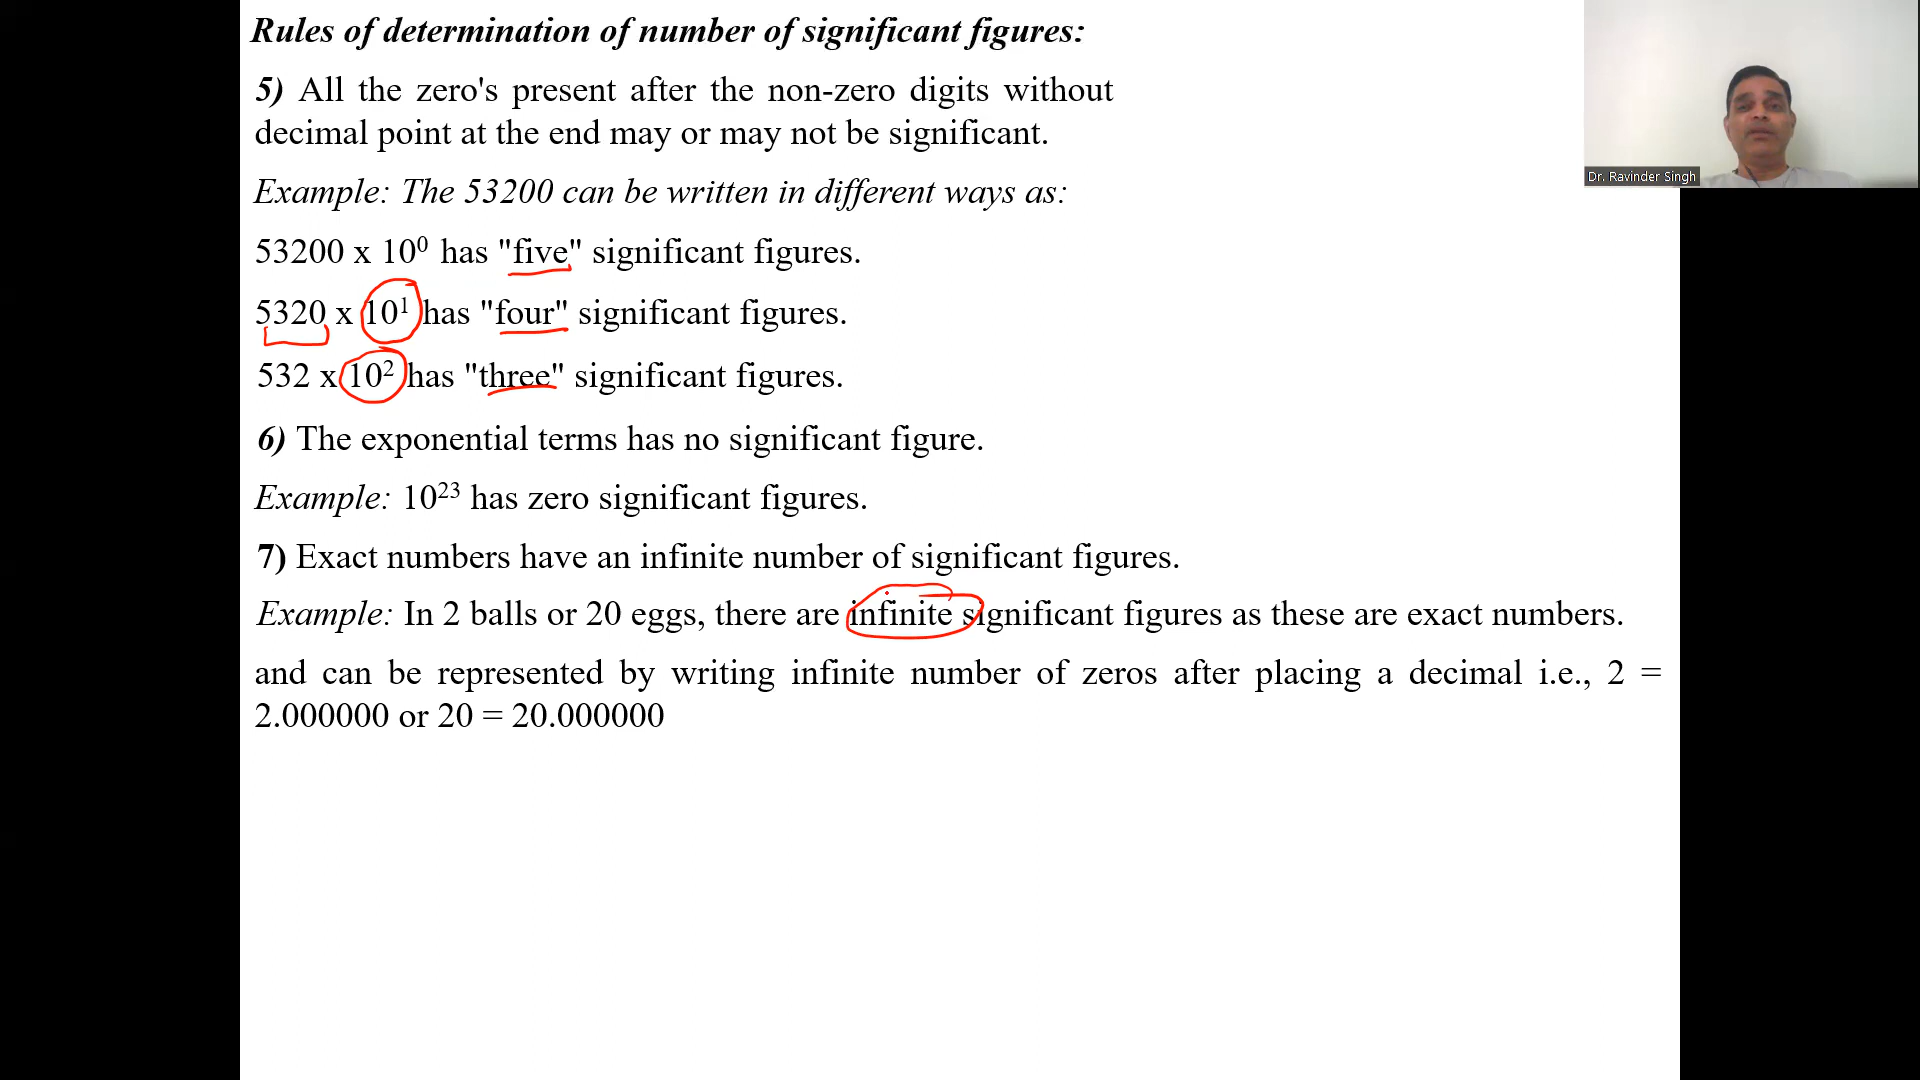 Rules of determination of number of significant figures:
5) All the zero's present after the non-zero digits without
decimal point at the end may or may not be significant.
Example: The 53200 can be written in different ways as:
53200 x 10⁰ has "five" significant figures.
5320 x 10¹ has "four" significant figures.
532 x 10² has "three" significant figures.
6) The exponential terms has no significant figure.
Example: 10²³ has zero significant figures.
7) Exact numbers have an infinite number of significant figures.
Example: In 2 balls or 20 eggs, there are infinite significant figures as these are exact numbers.
and can be represented by writing infinite number of zeros after placing a decimal i.e., 2 =
2.000000 or 20 = 20.000000
Dr. Ravinder Singh